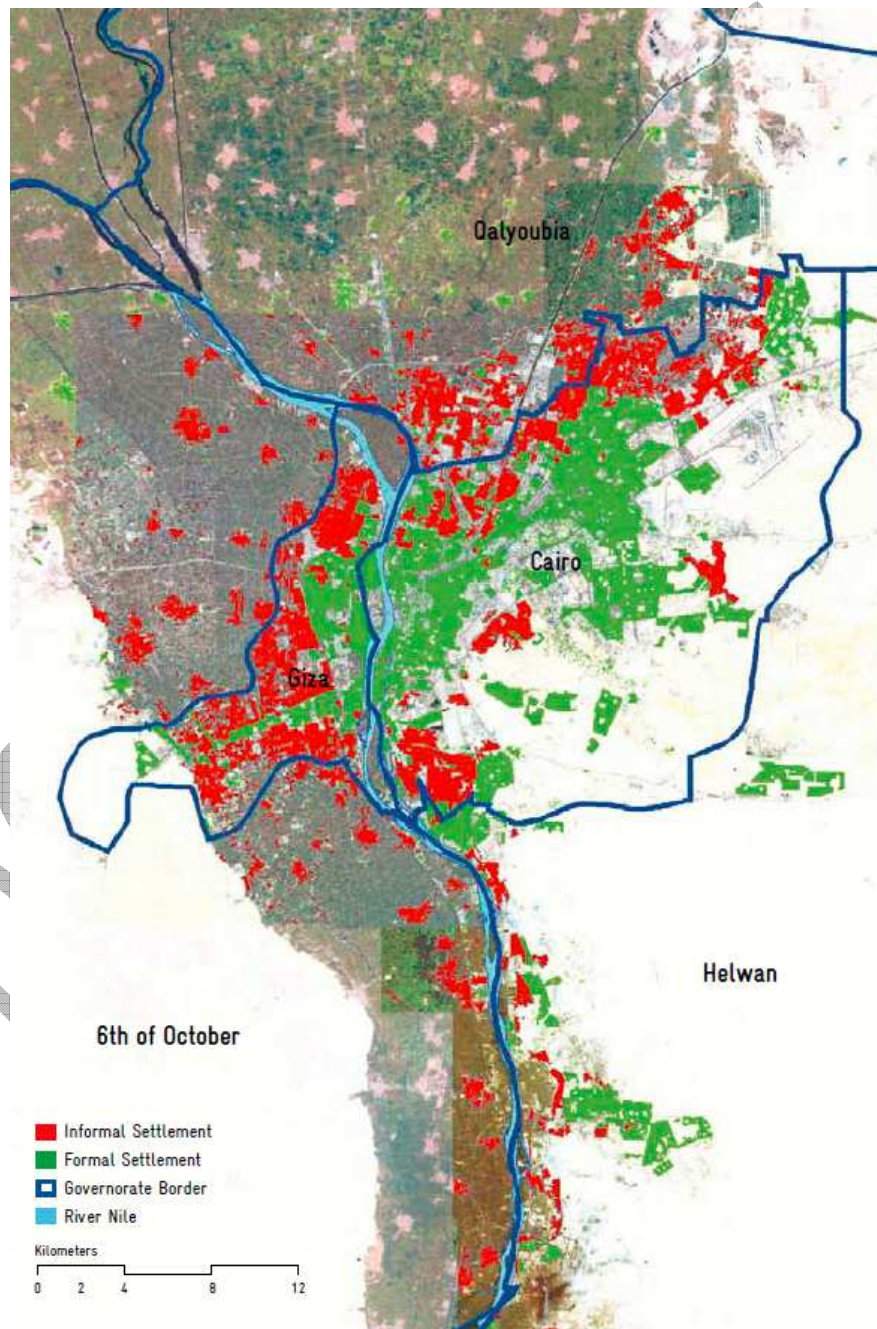 Qalyoubia
Cairo
Giza
Helwan
6th of October
Informal Settlement
Formal Settlement
Governorate Border
River Nile
Kilometers
0 2 4 8 12